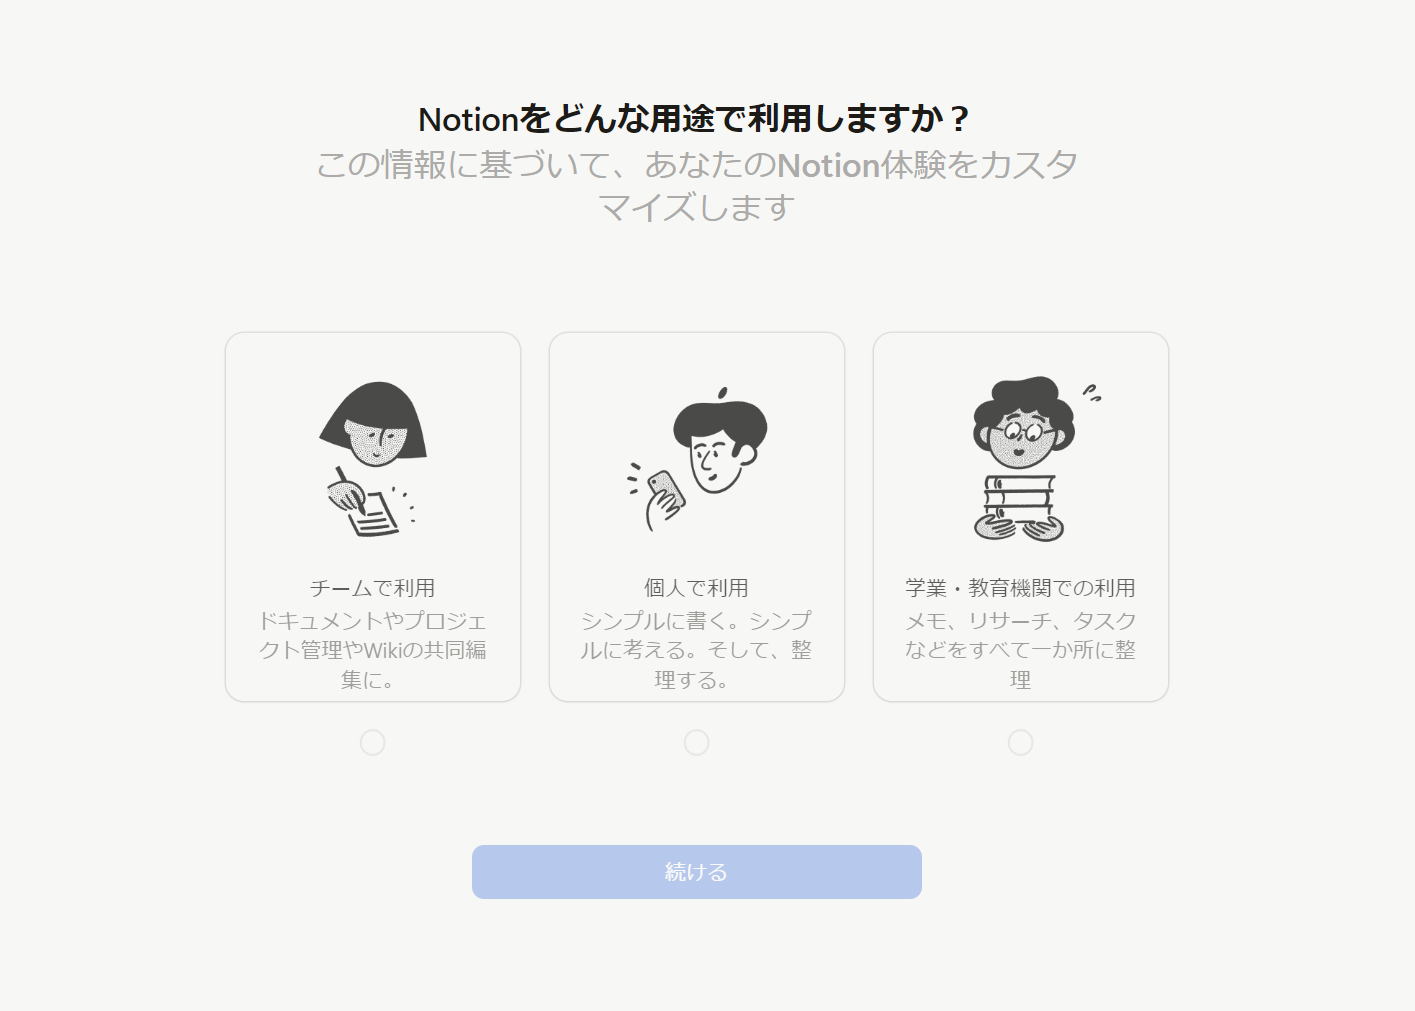 Notionをどんな用途で利用しますか？
この情報に基づいて、あなたのNotion体験をカスタ
マイズします
チームで利用
ドキュメントやプロジェ
クト管理やWikiの共同編
集に。
個人で利用
シンプルに書く。シンプ
ルに考える。そして、整
理する。
学業・教育機関での利用
メモ、リサーチ、タスク
などをすべて一か所に整
理
続ける